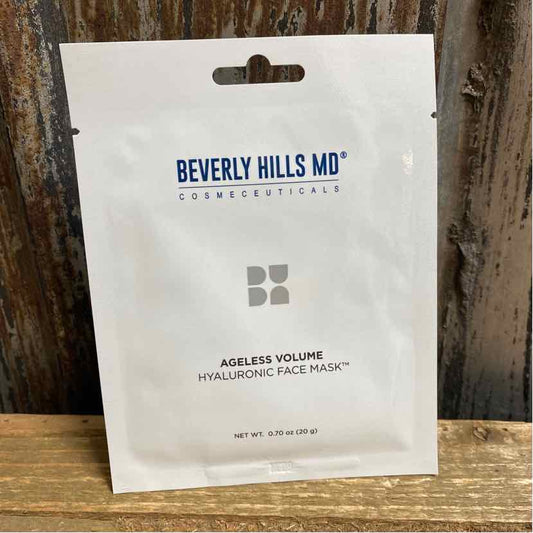 BEVERLY HILLS MD®
COSMECEUTICALS
AGELESS VOLUME
HYALURONIC FACE MASK™
NET WT. 0.70 oz (20 g)